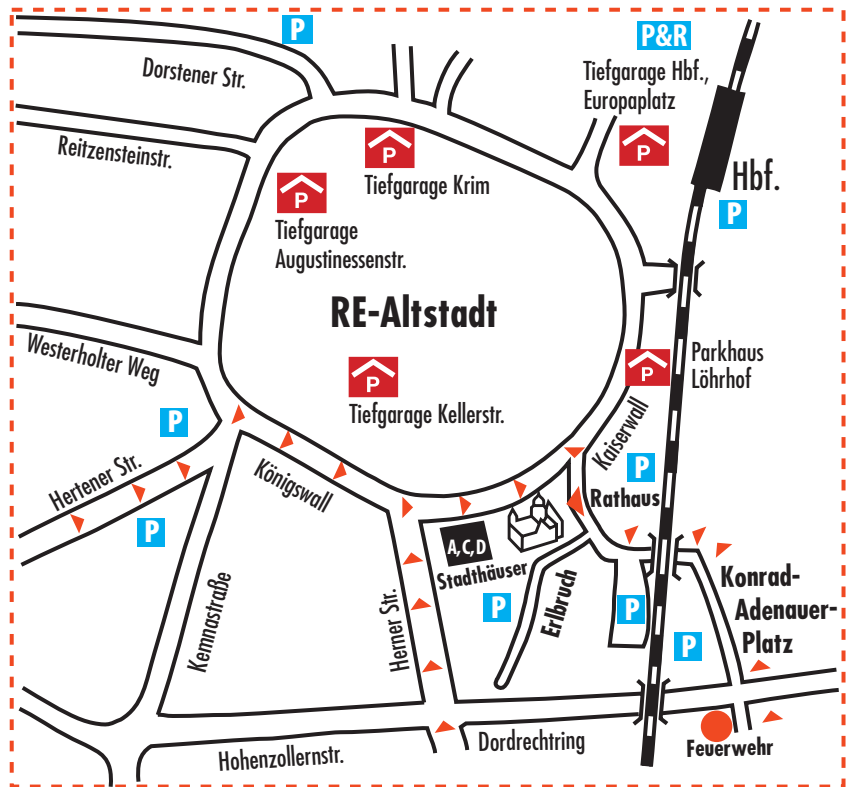 P
P&R
Dorstener Str.
Tiefgarage Hbf.,
Europaplatz
Reitzensteinstr.
P
Tiefgarage Krim
P
Hbf.
P
P
Tiefgarage
Augustinessenstr.
RE-Altstadt
Westerholter Weg
P
Tiefgarage Kellerstr.
P
Parkhaus
Löhrhof
P
Kaiserwall
Hertener Str.
Königswall
P
Rathaus
P
A,C,D
Stadthäuser
Konrad-
Adenauer-
Platz
Kemnastraße
Herner Str.
P
Erlbruch
P
P
Hohenzollernstr.
Dordrechtring
Feuerwehr